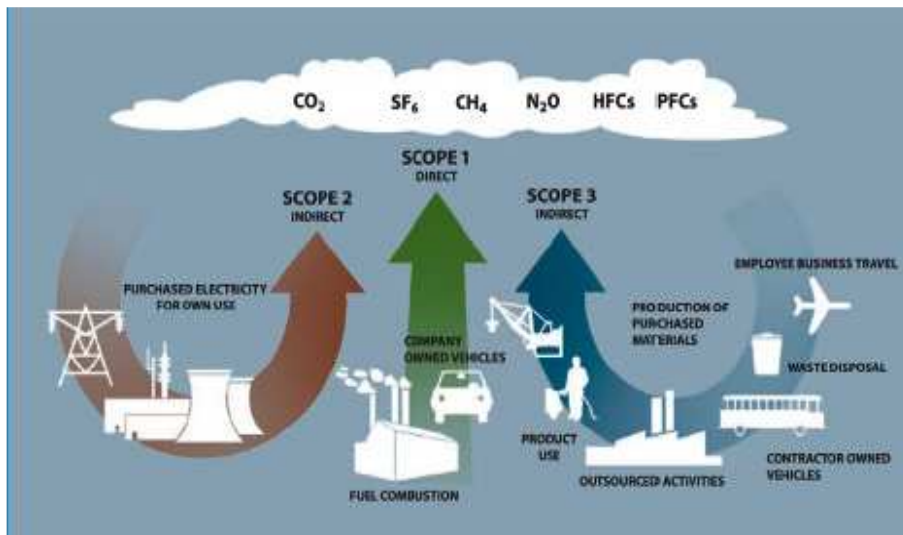 CO₂ SF₆ CH₄ N₂O HFCs PFCs
SCOPE 1
DIRECT
SCOPE 2
INDIRECT
SCOPE 3
INDIRECT
PURCHASED ELECTRICITY
FOR OWN USE
COMPANY
OWNED VEHICLES
FUEL COMBUSTION
EMPLOYEE BUSINESS TRAVEL
PRODUCTION OF
PURCHASED
MATERIALS
WASTE DISPOSAL
PRODUCT
USE
OUTSOURCED ACTIVITIES
CONTRACTOR OWNED
VEHICLES